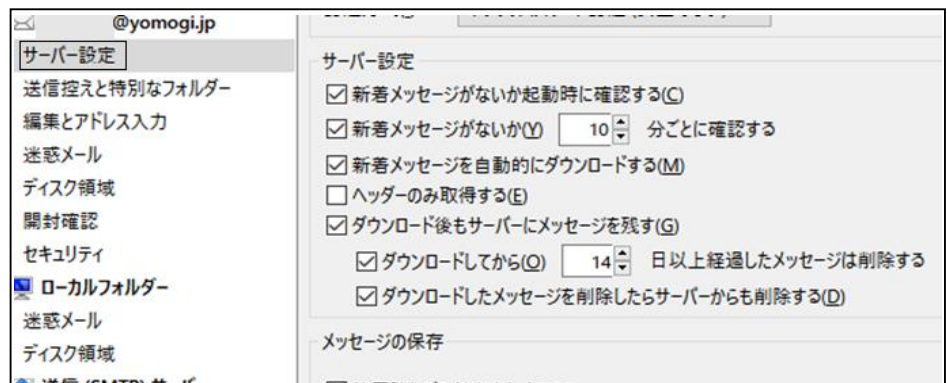 @yomogi.jp
サーバー設定
送信控えと特別なフォルダー
編集とアドレス入力
迷惑メール
ディスク領域
開封確認
セキュリティ
ローカルフォルダー
迷惑メール
ディスク領域
サーバー設定
新着メッセージがないか起動時に確認する(C)
新着メッセージがないか(Y) 10 分ごとに確認する
新着メッセージを自動的にダウンロードする(M)
ヘッダーのみ取得する(E)
ダウンロード後もサーバーにメッセージを残す(G)
ダウンロードしてから(O) 14 日以上経過したメッセージは削除する
ダウンロードしたメッセージを削除したらサーバーからも削除する(D)
メッセージの保存